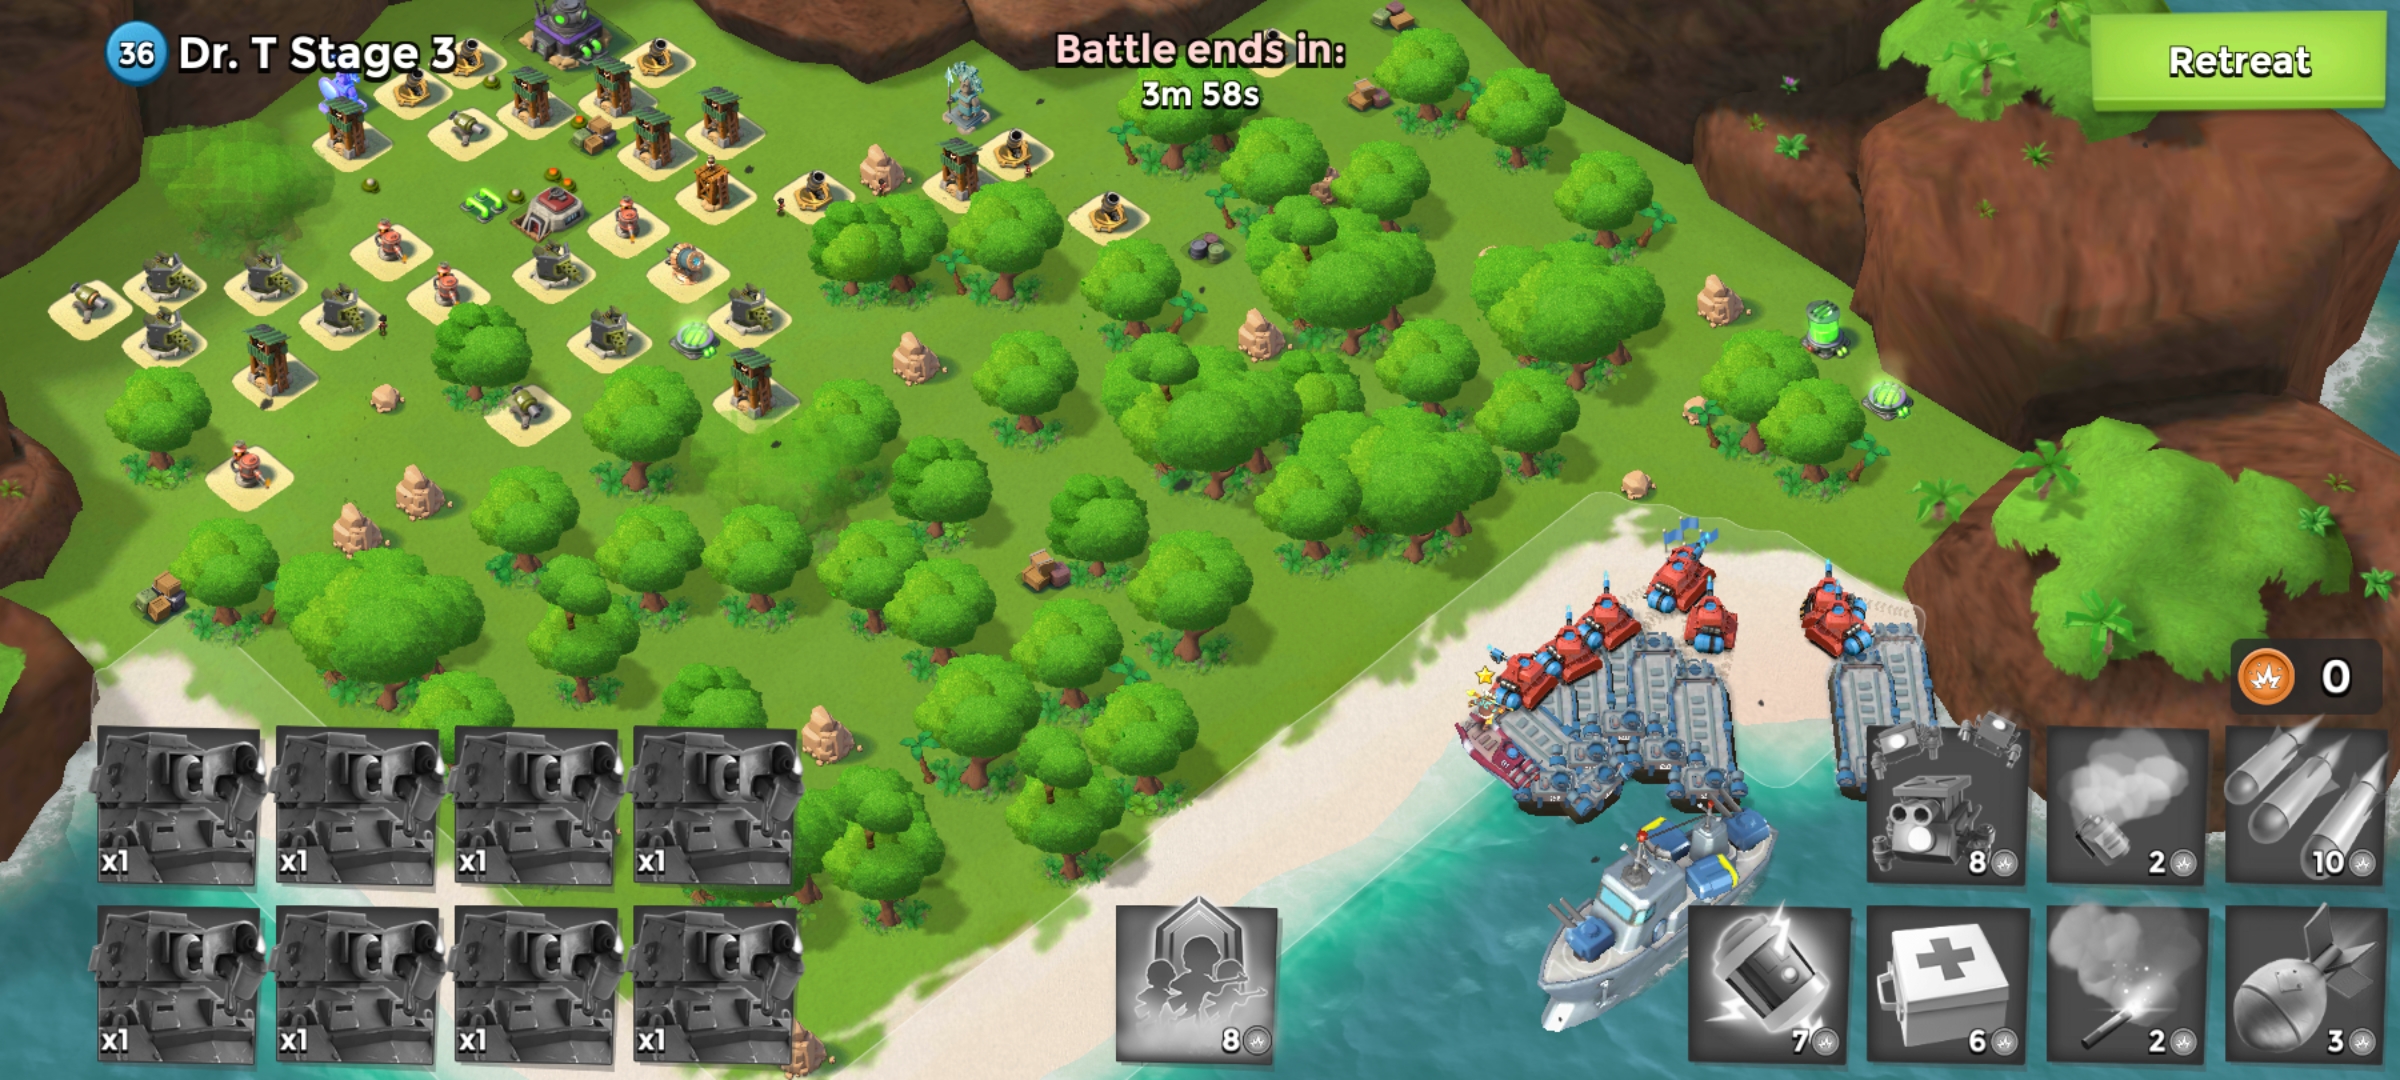 36 Dr. T Stage 3
Battle ends in:
3m 58s
Retreat
0
x1 x1 x1 x1
8 2 10
x1 x1 x1 x1
8 7 6 2 3